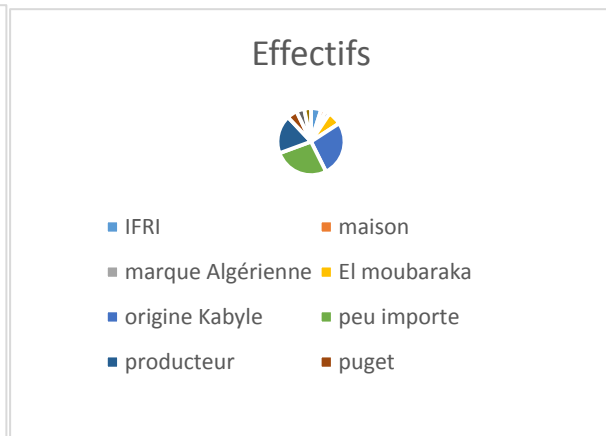 Effectifs
IFRI maison
marque Algérienne El moubaraka
origine Kabyle peu importe
producteur puget